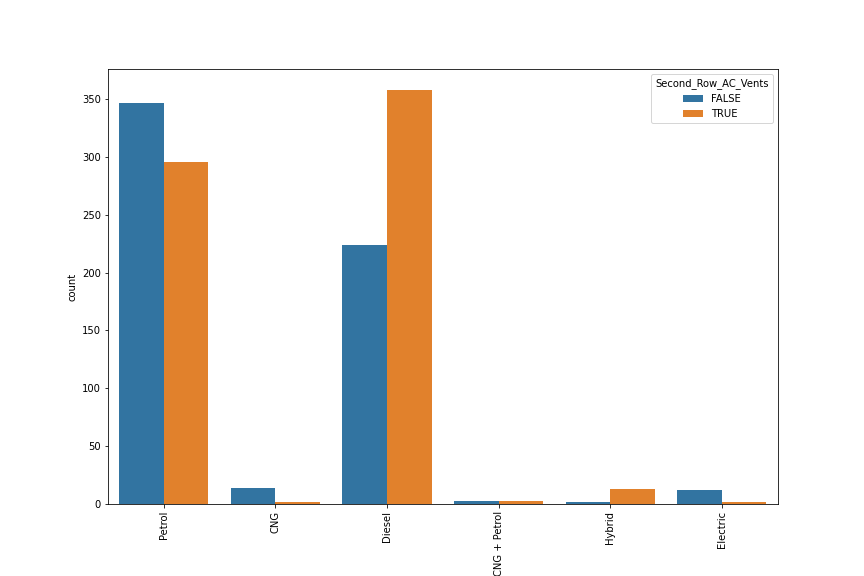 Second_Row_AC_Vents
FALSE
TRUE
350
300
250
200
150
100
50
0
count
Petrol
CNG
Diesel
CNG + Petrol
Hybrid
Electric